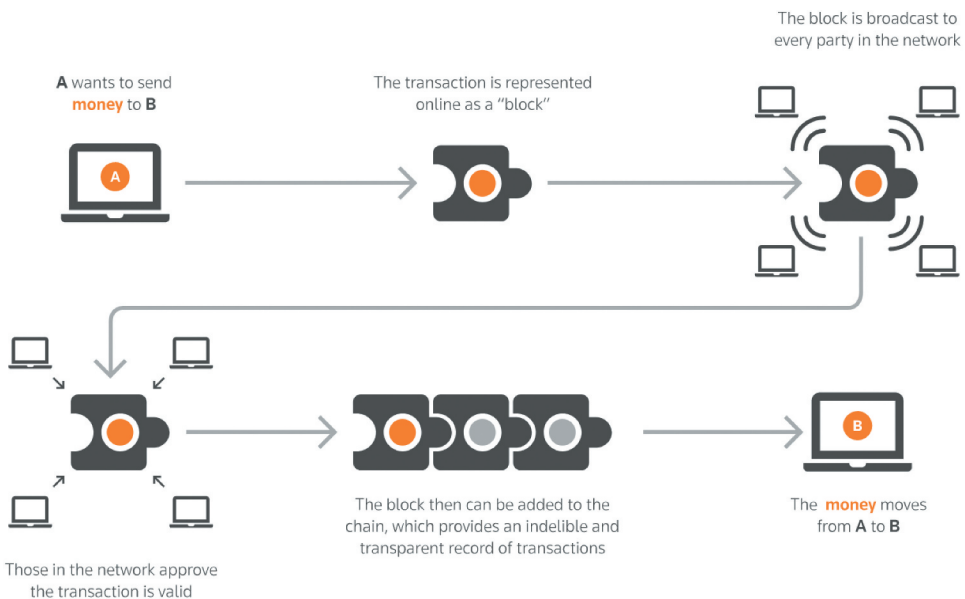 The block is broadcast to
every party in the network
A wants to send
money to B
The transaction is represented
online as a “block”
A
B
The block then can be added to the
chain, which provides an indelible and
transparent record of transactions
The money moves
from A to B
Those in the network approve
the transaction is valid